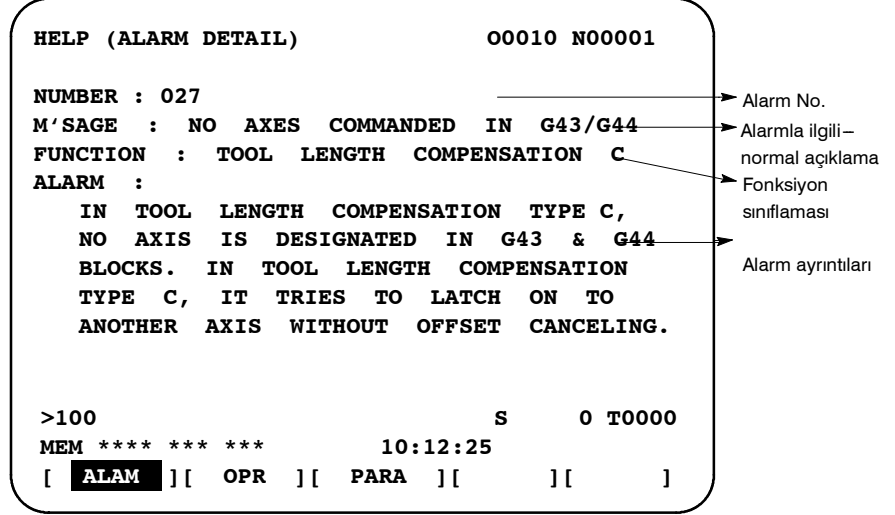 HELP (ALARM DETAIL) O0010 N00001
NUMBER : 027
M‘SAGE : NO AXES COMMANDED IN G43/G44
FUNCTION : TOOL LENGTH COMPENSATION C
ALARM :
IN TOOL LENGTH COMPENSATION TYPE C,
NO AXIS IS DESIGNATED IN G43 & G44
BLOCKS. IN TOOL LENGTH COMPENSATION
TYPE C, IT TRIES TO LATCH ON TO
ANOTHER AXIS WITHOUT OFFSET CANCELING.
>100 S 0 T0000
MEM **** *** *** 10:12:25
[ ALAM ][ OPR ][ PARA ][ ][ ]
Alarm No.
Alarmla ilgili–
normal açıklama
Fonksiyon
sınıflaması
Alarm ayrıntıları